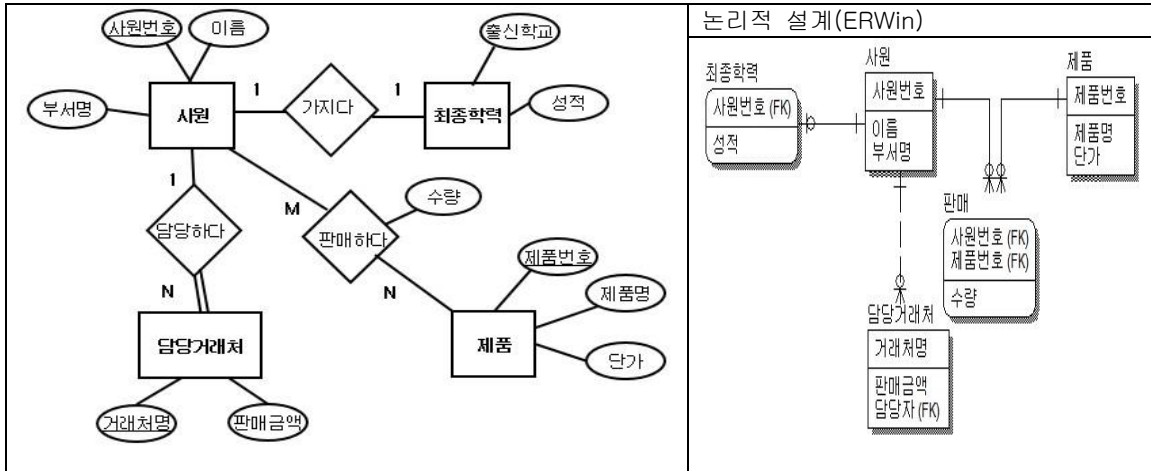 사원번호
이름
부서명
사원
1
가지다
1
최종학력
출신학교
성적
1
담당하다
N
담당거래처
거래처명
판매금액
M
판매하다
수량
N
제품
제품번호
제품명
단가
논리적 설계(ERWin)
최종학력
사원번호 (FK)
성적
사원
사원번호
이름
부서명
제품
제품번호
제품명
단가
판매
사원번호 (FK)
제품번호 (FK)
수량
담당거래처
거래처명
판매금액
담당자 (FK)